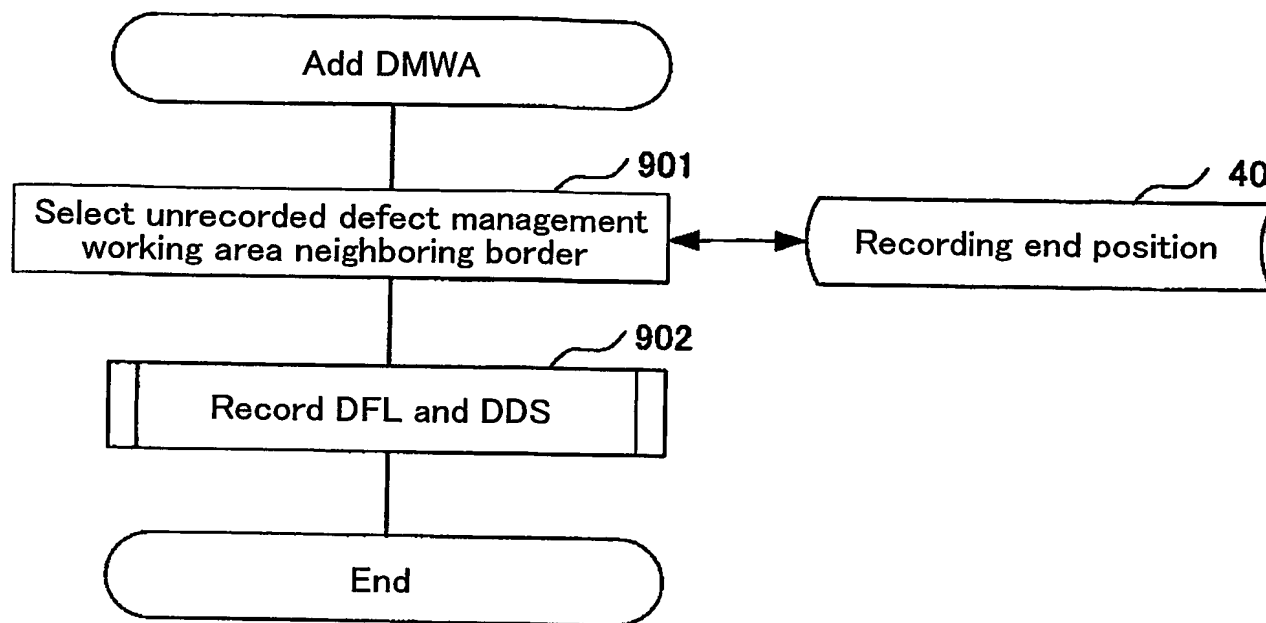 Add DMWA
901
Select unrecorded defect management
working area neighboring border
40
Recording end position
902
Record DFL and DDS
End